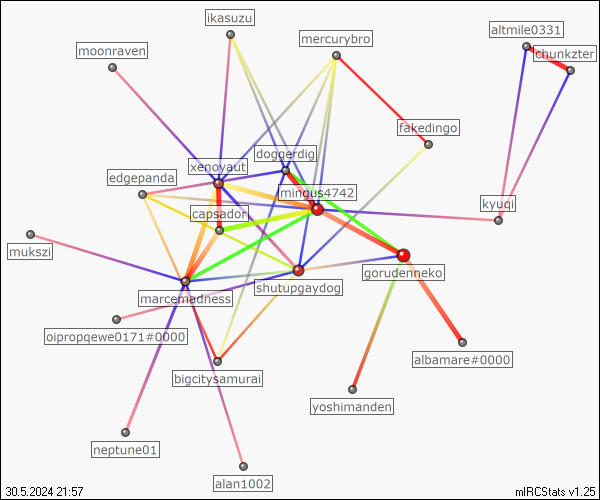 ikasuzu
altmile0331
mercurybro
moonraven
chunkzter
fakedingo
doggerdig
xenoyaut
edgepanda
mingus4742
kyuqi
capsador
mukszi
gorudenneko
shutupgaydog
marcemadness
oipropqewe0171#0000
albamare#0000
bigcitysamurai
yoshimanden
neptune01
alan1002
30.5.2024 21:57
mIRCStats v1.25